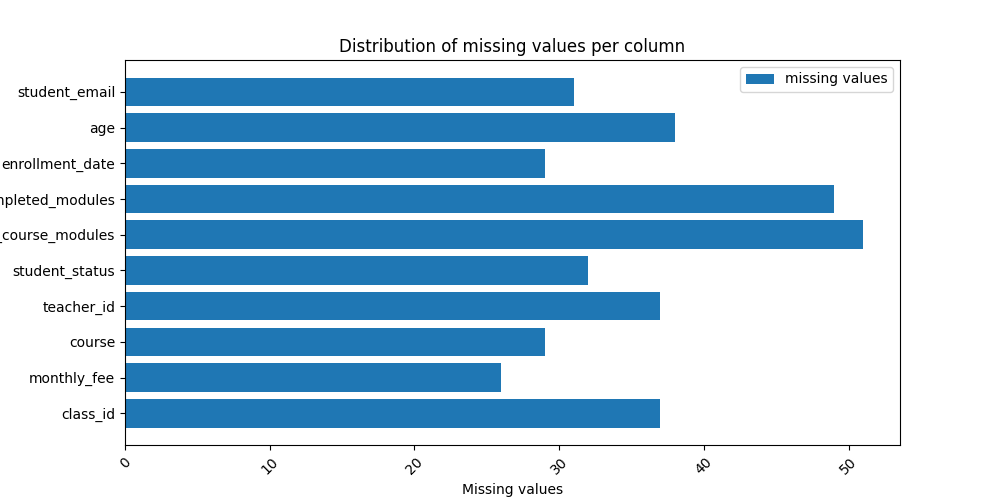 Distribution of missing values per column
missing values
student_email
age
enrollment_date
mpleted_modules
_course_modules
student_status
teacher_id
course
monthly_fee
class_id
0
10
20
30
40
50
Missing values